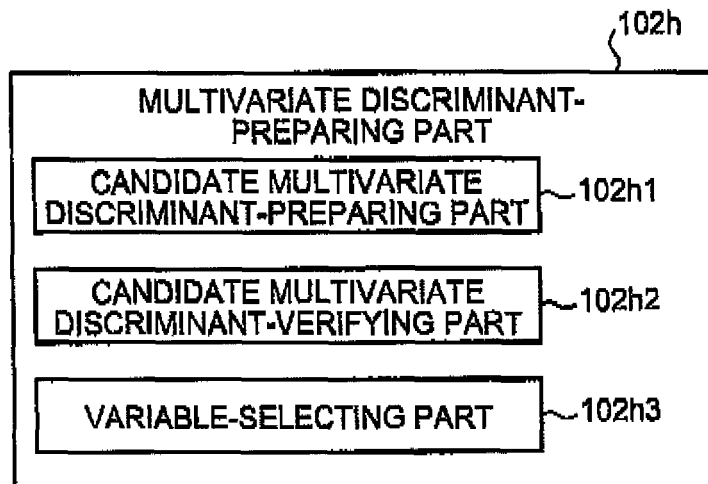 102h
MULTIVARIATE DISCRIMINANT-
PREPARING PART
CANDIDATE MULTIVARIATE
DISCRIMINANT-PREPARING PART
102h1
CANDIDATE MULTIVARIATE
DISCRIMINANT-VERIFYING PART
102h2
VARIABLE-SELECTING PART
102h3